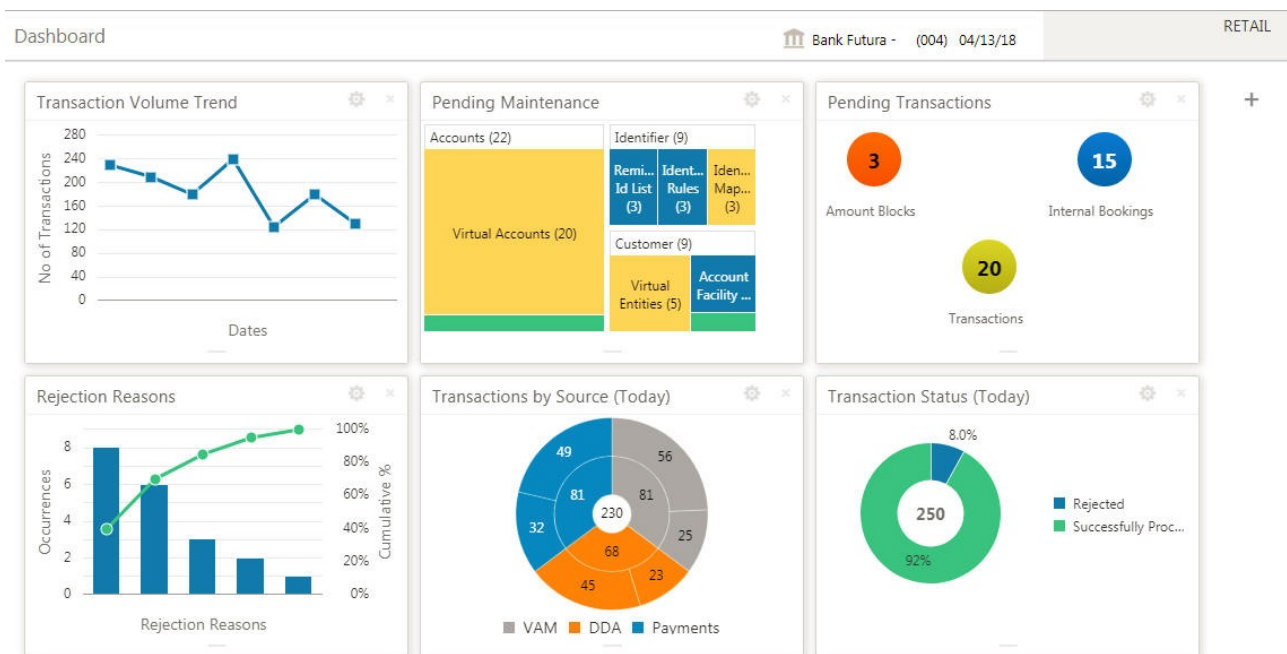 Dashboard
Bank Futura - (004) 04/13/18
RETAIL
Transaction Volume Trend
280
240
200
160
120
80
40
0
No of Transactions
Dates
Pending Maintenance
Accounts (22)
Virtual Accounts (20)
Identifier (9)
Remi...
Id List
(3)
Ident...
Rules
(3)
Iden...
Map...
(3)
Customer (9)
Virtual
Entities (5)
Account
Facility ...
Pending Transactions
3
Amount Blocks
15
Internal Bookings
20
Transactions
+
Rejection Reasons
8
6
4
2
0
Occurrences
100%
80%
60%
40%
20%
0%
Cumulative %
Rejection Reasons
Transactions by Source (Today)
49
56
81
81
230
32
25
68
45
23
VAM DDA Payments
Transaction Status (Today)
8.0%
250
92%
Rejected
Successfully Proc...